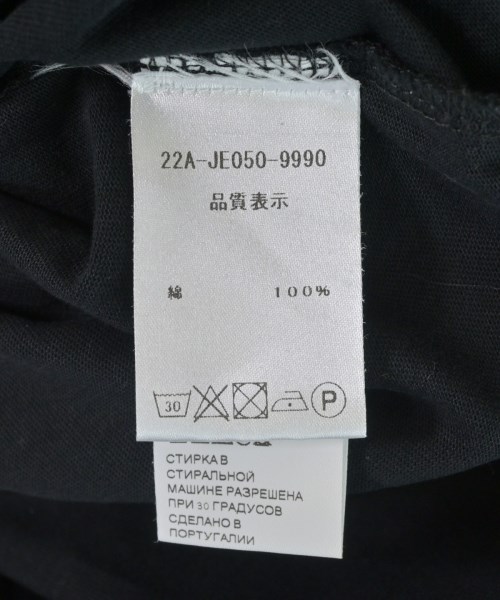 22A-JE050-9990
品質表示
綿 100%
30 P
СТИРКА В
СТИРАЛЬНОЙ
МАШИНЕ РАЗРЕШЕНА
ПРИ 30 ГРАДУСОВ
СДЕЛАНО В
ПОРТУГАЛИИ